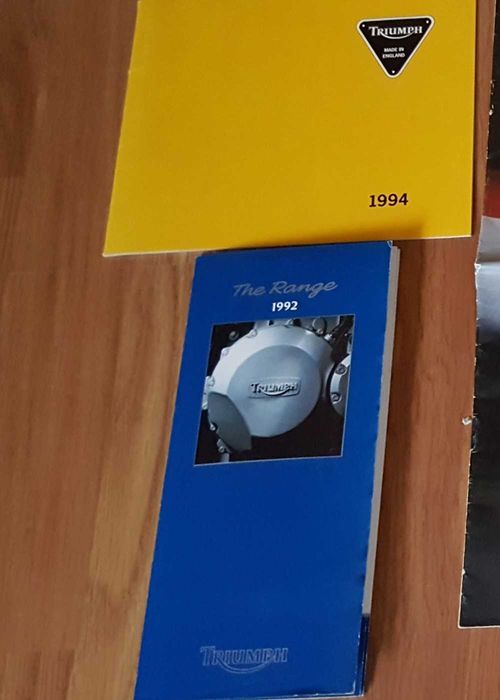 TRIUMPH
MADE IN
ENGLAND
1994
The Range
1992
TRIUMPH
TRIUMPH